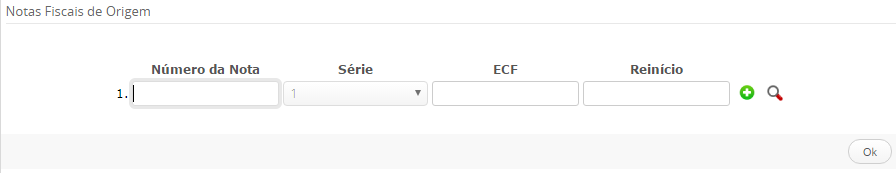 Notas Fiscais de Origem
Número da Nota Série ECF Reinício
1. 1
Ok